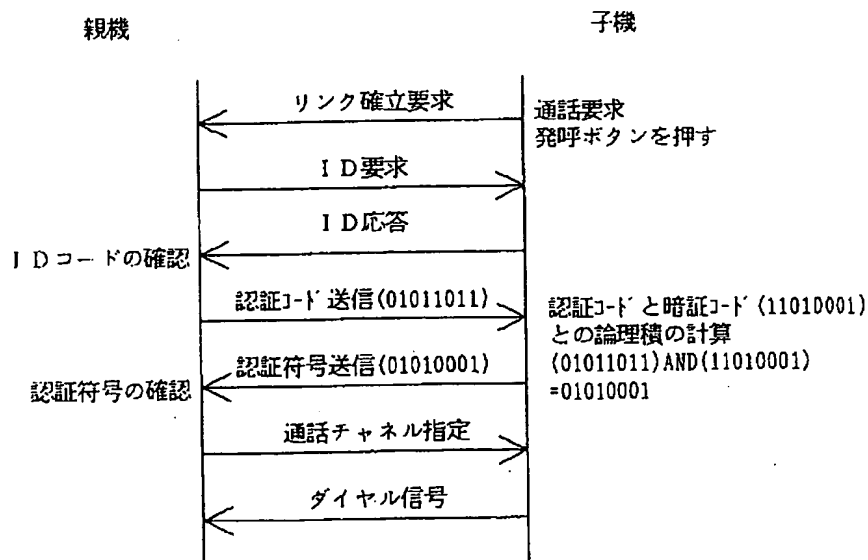 親機
子機
リンク確立要求
通話要求
発呼ボタンを押す
ID要求
ID応答
IDコードの確認
認証コード送信(01011011)
認証コードと暗証コード(11010001)
との論理積の計算
(01011011)AND(11010001)
=01010001
認証符号送信(01010001)
認証符号の確認
通話チャネル指定
ダイヤル信号